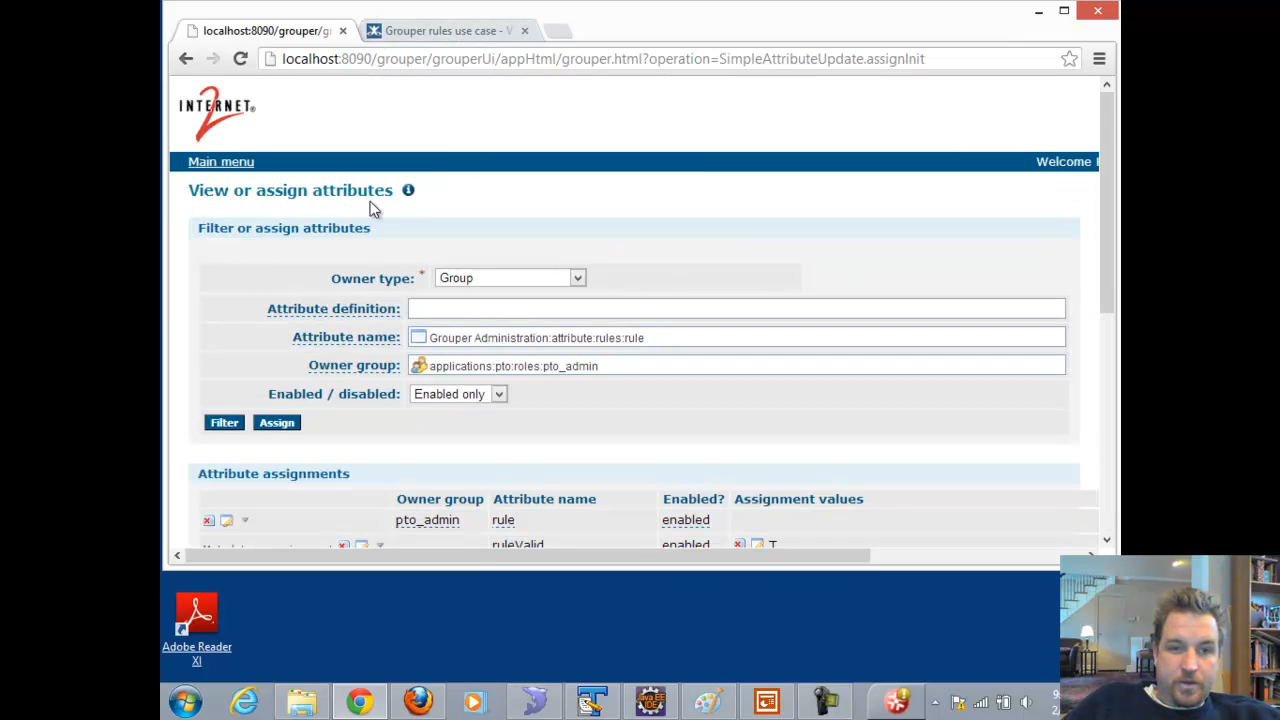 localhost:8090/grouper/g
Grouper rules use case - V
localhost:8090/grouper/grouperUi/appHtml/grouper.html?operation=SimpleAttributeUpdate.assignInit
INTERNET®
2
Main menu
Welcome
View or assign attributes
Filter or assign attributes
Owner type: * Group
Attribute definition:
Attribute name: Grouper Administration:attribute:rules:rule
Owner group: applications:pto:roles:pto_admin
Enabled / disabled: Enabled only
Filter Assign
Attribute assignments
Owner group Attribute name Enabled? Assignment values
pto_admin rule enabled
ruleValid enabled T
Adobe Reader
XI